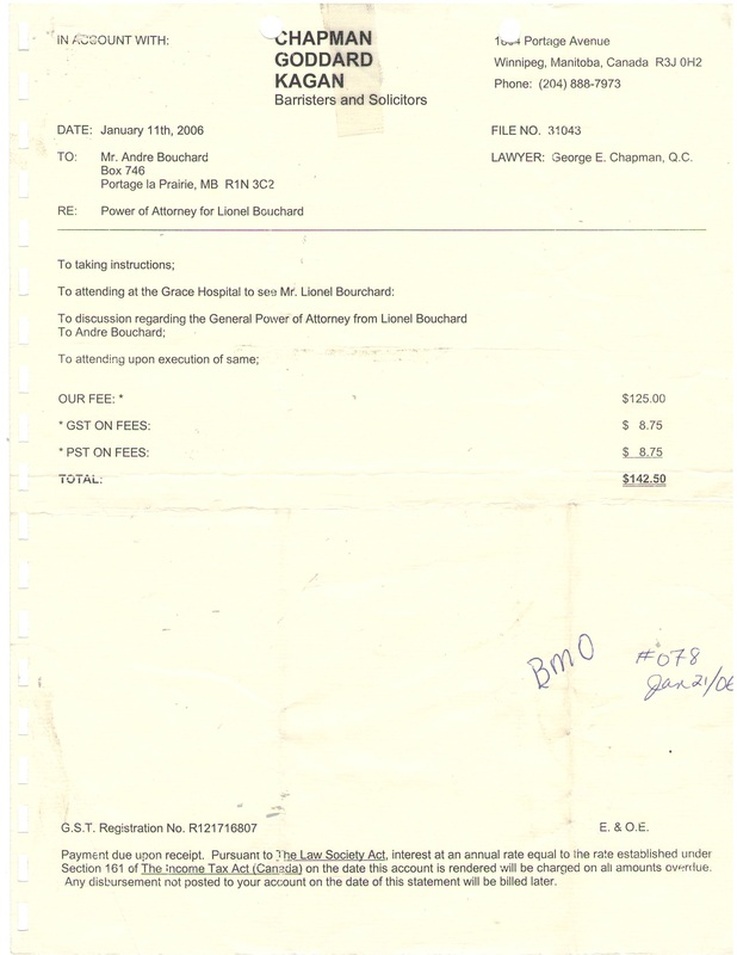 IN ACCOUNT WITH:
CHAPMAN
GODDARD
KAGAN
Barristers and Solicitors
Portage Avenue
Winnipeg, Manitoba, Canada R3J 0H2
Phone: (204) 888-7973
DATE: January 11th, 2006
FILE NO. 31043
TO: Mr. Andre Bouchard
Box 746
Portage la Prairie, MB R1N 3C2
LAWYER: George E. Chapman, Q.C.
RE: Power of Attorney for Lionel Bouchard
To taking instructions;
To attending at the Grace Hospital to see Mr. Lionel Bourchard:
To discussion regarding the General Power of Attorney from Lionel Bouchard
To Andre Bouchard;
To attending upon execution of same;
OUR FEE: * $125.00
* GST ON FEES: $ 8.75
* PST ON FEES: $ 8.75
TOTAL: $142.50
BMO
#078
Jan 21/06
G.S.T. Registration No. R121716807
E. & O.E.
Payment due upon receipt. Pursuant to The Law Society Act, interest at an annual rate equal to the rate established under
Section 161 of The Income Tax Act (Canada) on the date this account is rendered will be charged on all amounts overdue.
Any disbursement not posted to your account on the date of this statement will be billed later.